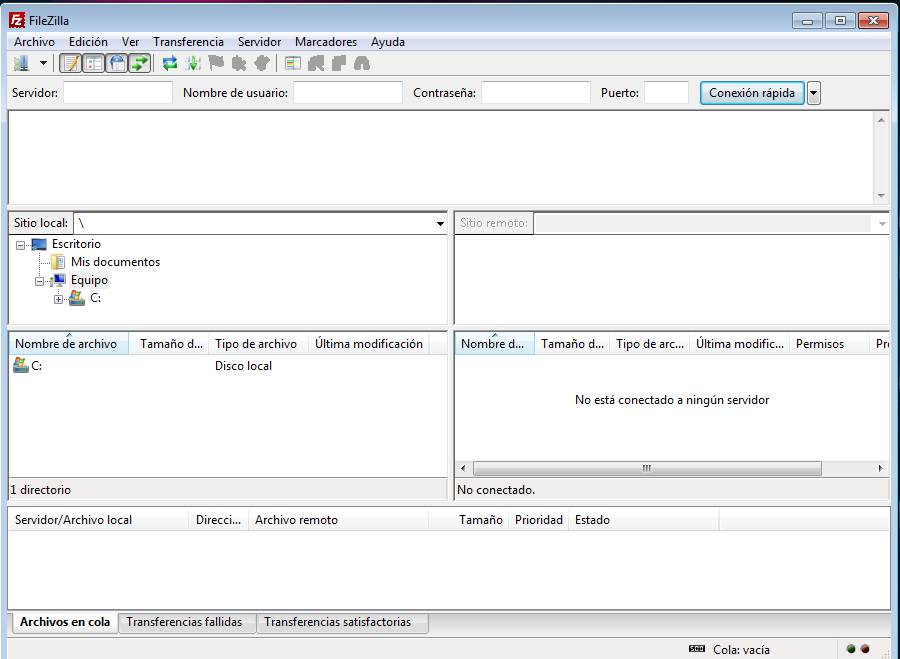 FileZilla
Archivo Edición Ver Transferencia Servidor Marcadores Ayuda
Servidor: Nombre de usuario: Contraseña: Puerto: Conexión rápida
Sitio local: \
Sitio remoto:
Escritorio
Mis documentos
Equipo
C:
Nombre de archivo Tamaño d... Tipo de archivo Última modificación
C: Disco local
1 directorio
Nombre d... Tamaño d... Tipo de arc... Última modific... Permisos Pr
No está conectado a ningún servidor
No conectado.
Servidor/Archivo local Direcci... Archivo remoto Tamaño Prioridad Estado
Archivos en cola Transferencias fallidas Transferencias satisfactorias
Cola: vacía